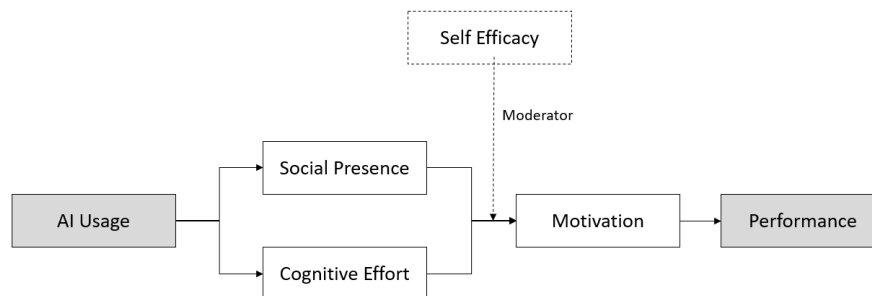 Self Efficacy
Moderator
Social Presence
AI Usage
Motivation
Performance
Cognitive Effort